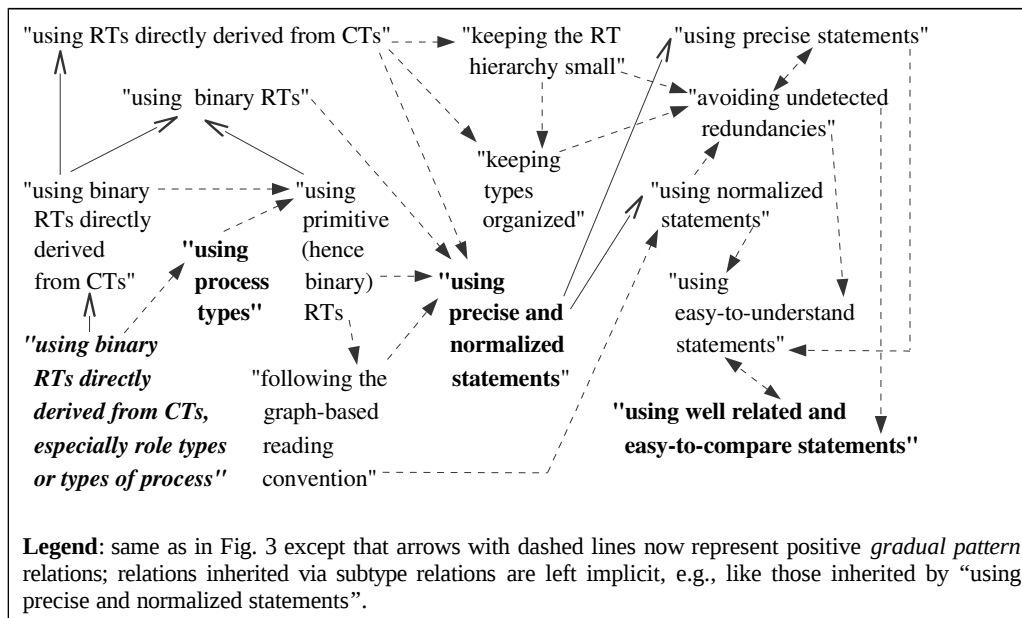 "using RTs directly derived from CTs"
"keeping the RT
hierarchy small"
"using precise statements"
"using binary RTs"
"avoiding undetected
redundancies"
"keeping
types
organized"
"using binary
RTs directly
derived
from CTs"
"using
primitive
(hence
binary)
RTs
"using normalized
statements"
"using
process
types"
"using
precise and
normalized
statements"
"using
easy-to-understand
statements"
"using binary
RTs directly
derived from CTs,
especially role types
or types of process"
"following the
graph-based
reading
convention"
"using well related and
easy-to-compare statements"
Legend: same as in Fig. 3 except that arrows with dashed lines now represent positive gradual pattern
relations; relations inherited via subtype relations are left implicit, e.g., like those inherited by “using
precise and normalized statements”.